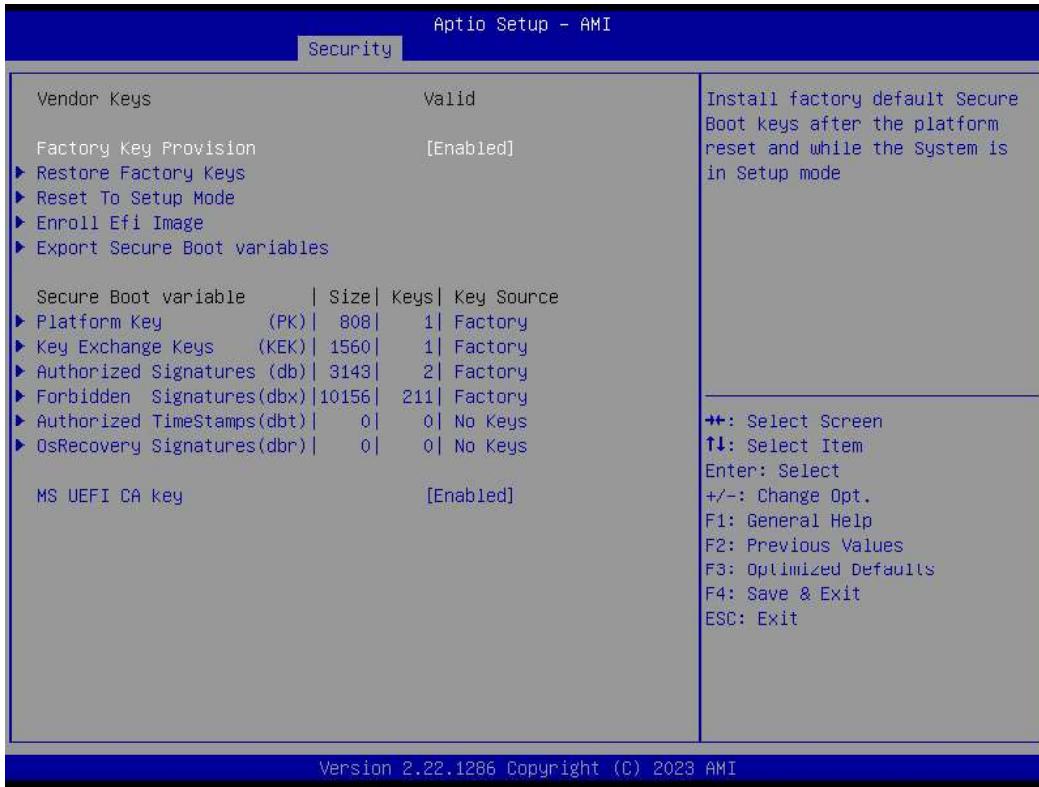 Aptio Setup – AMI
Security
Vendor Keys Valid
Factory Key Provision [Enabled]
Restore Factory Keys
Reset To Setup Mode
Enroll Efi Image
Export Secure Boot variables
Secure Boot variable | Size| Keys| Key Source
Platform Key (PK)| 808| 1| Factory
Key Exchange Keys (KEK)| 1560| 1| Factory
Authorized Signatures (db)| 3143| 2| Factory
Forbidden Signatures(dbx)|10156| 211| Factory
Authorized TimeStamps(dbt)| 0| 0| No Keys
OsRecovery Signatures(dbr)| 0| 0| No Keys
MS UEFI CA key [Enabled]
Install factory default Secure
Boot keys after the platform
reset and while the System is
in Setup mode
→←: Select Screen
↑↓: Select Item
Enter: Select
+/-: Change Opt.
F1: General Help
F2: Previous Values
F3: Optimized Defaults
F4: Save & Exit
ESC: Exit
Version 2.22.1286 Copyright (C) 2023 AMI